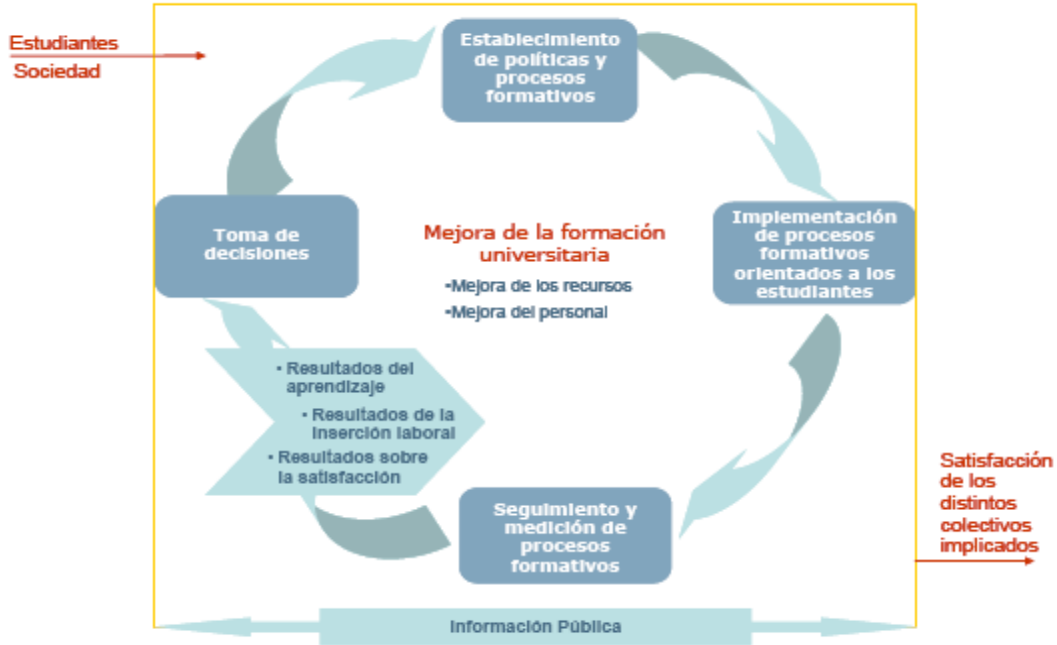 Estudiantes
Sociedad
Establecimiento
de políticas y
procesos
formativos
Toma de
decisiones
Mejora de la formación
universitaria
▪Mejora de los recursos
▪Mejora del personal
Implementación
de procesos
formativos
orientados a los
estudiantes
• Resultados del
aprendizaje
• Resultados de la
inserción laboral
• Resultados sobre
la satisfacción
Seguimiento y
medición de
procesos
formativos
Satisfacción
de los
distintos
colectivos
implicados
Información Pública